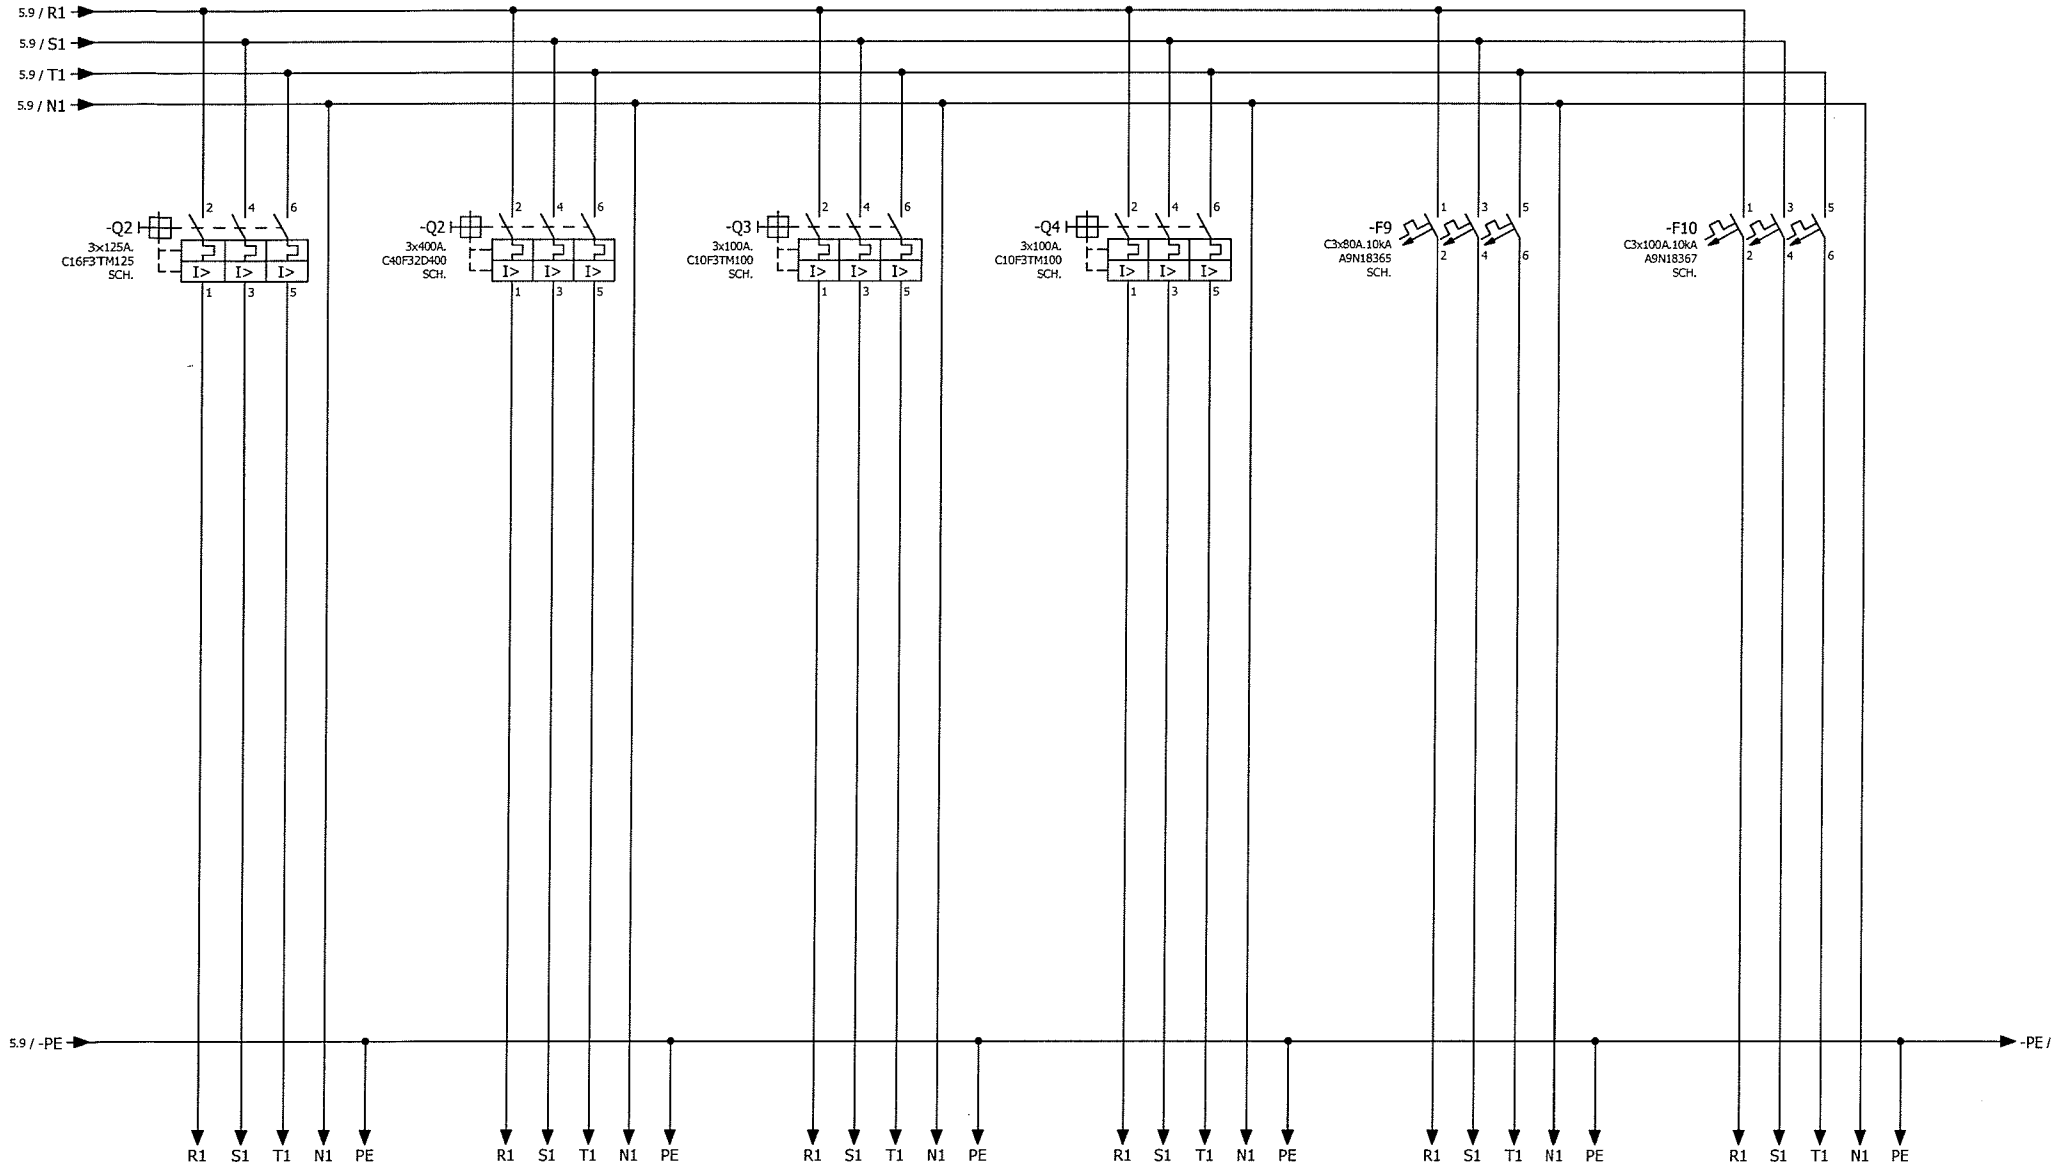 5.9 / R1
5.9 / S1
5.9 / T1
5.9 / N1
2 4 6
-Q2
3x125A.
C16F3TM125
SCH.
I> I> I>
1 3 5
2 4 6
-Q2
3x400A.
C40F32D400
SCH.
I> I> I>
1 3 5
2 4 6
-Q3
3x100A.
C10F3TM100
SCH.
I> I> I>
1 3 5
2 4 6
-Q4
3x100A.
C10F3TM100
SCH.
I> I> I>
1 3 5
1 3 5
-F9
C3x80A.10kA
A9N18365
SCH.
2 4 6
1 3 5
-F10
C3x100A.10kA
A9N18367
SCH.
2 4 6
5.9 / -PE
-PE /
R1 S1 T1 N1 PE R1 S1 T1 N1 PE R1 S1 T1 N1 PE R1 S1 T1 N1 PE R1 S1 T1 N1 PE R1 S1 T1 N1 PE